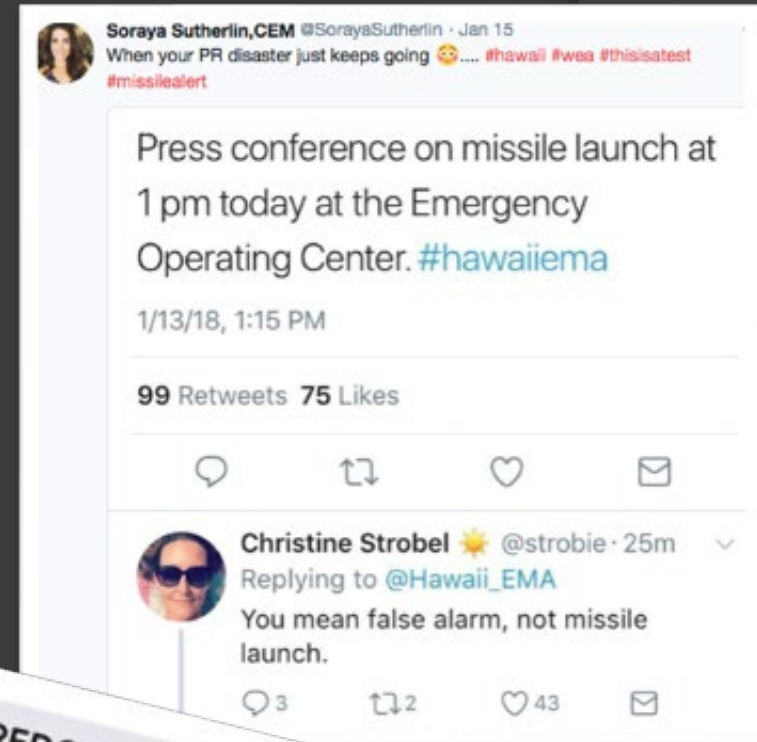 Soraya Sutherlin,CEM @SorayaSutherlin · Jan 15
When your PR disaster just keeps going 😳.... #hawaii #wea #thisisatest
#missilealert
Press conference on missile launch at
1 pm today at the Emergency
Operating Center. #hawaiiema
1/13/18, 1:15 PM
99 Retweets 75 Likes
Christine Strobel ☀️ @strobie · 25m
Replying to @Hawaii_EMA
You mean false alarm, not missile
launch.
3 2 43